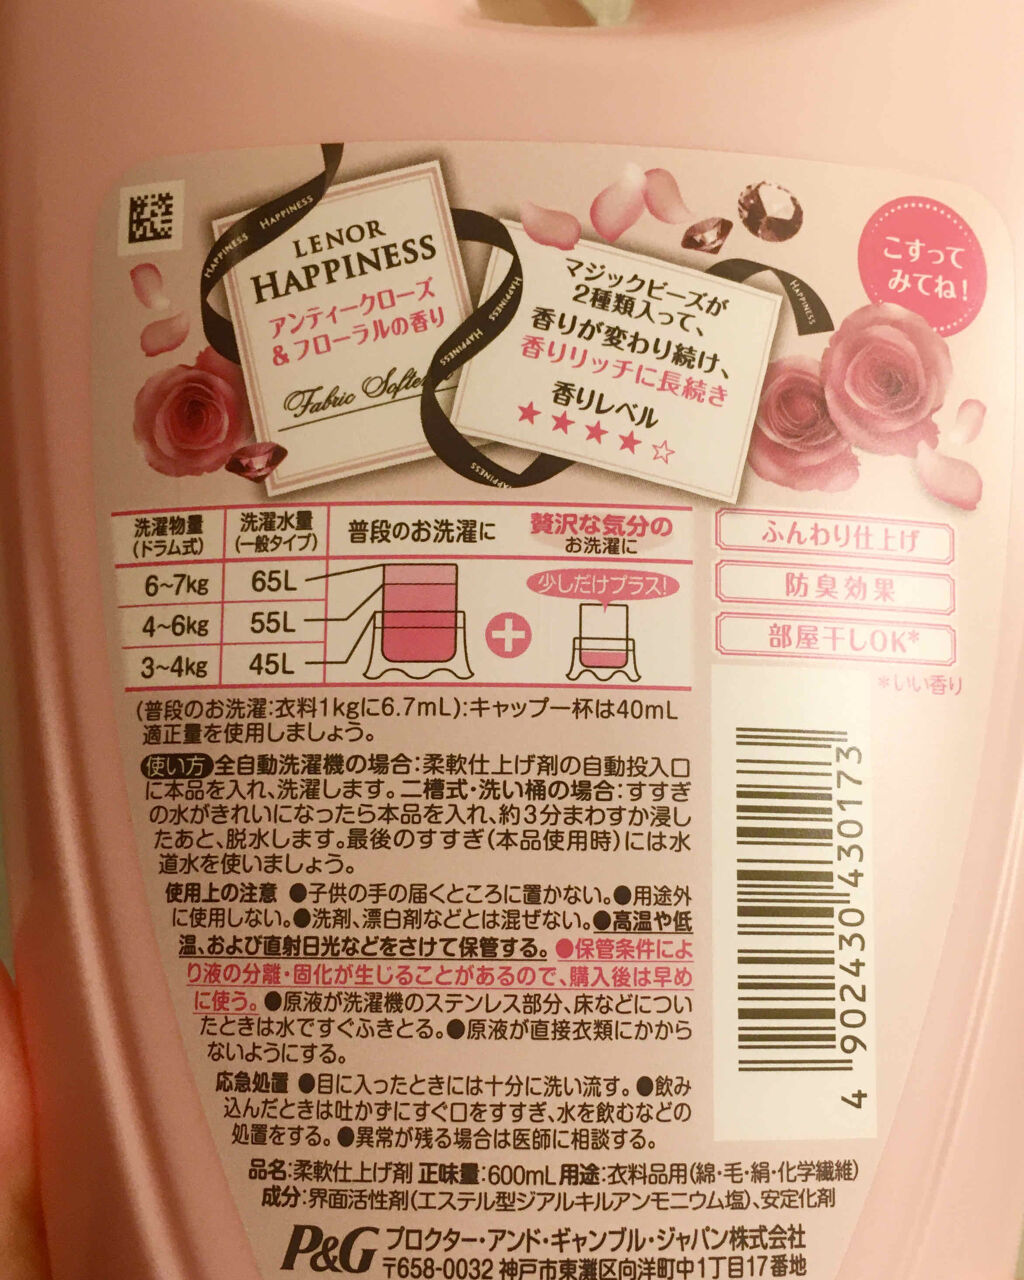 HAPPINESS
HAPPINESS
LENOR
HAPPINESS
アンティークローズ
&フローラルの香り
HAPPINESS
HAPPINESS
HAPPINESS
HAPPINESS
マジックビーズが
2種類入って、
香りが変わり続け、
香りリッチに長続き
香りレベル
★★★★☆
こすって
みてね!
洗濯物量
(ドラム式)
洗濯水量
(一般タイプ)
普段のお洗濯に
贅沢な気分の
お洗濯に
6~7kg
65L
4~6kg
55L
3~4kg
45L
少しだけプラス!
ふんわり仕上げ
防臭効果
部屋干しOK*
*いい香り
(普段のお洗濯:衣料1kgに6.7mL):キャップ一杯は40mL
適正量を使用しましょう。
使い方 全自動洗濯機の場合:柔軟仕上げ剤の自動投入口
に本品を入れ、洗濯します。二槽式・洗い桶の場合:すすぎ
の水がきれいになったら本品を入れ、約3分まわすか浸し
たあと、脱水します。最後のすすぎ(本品使用時)には水
道水を使いましょう。
使用上の注意 ●子供の手の届くところに置かない。●用途外
に使用しない。●洗剤、漂白剤などとは混ぜない。●高温や低
温、および直射日光などをさけて保管する。●保管条件によ
り液の分離・固化が生じることがあるので、購入後は早め
に使う。●原液が洗濯機のステンレス部分、床などについ
たときは水ですぐふきとる。●原液が直接衣類にかから
ないようにする。
応急処置 ●目に入ったときには十分に洗い流す。●飲み
込んだときは吐かずにすぐ口をすすぎ、水を飲むなどの
処置をする。●異常が残る場合は医師に相談する。
4 902430 430173
品名:柔軟仕上げ剤 正味量:600mL 用途:衣料品用(綿・毛・絹・化学繊維)
成分:界面活性剤(エステル型ジアルキルアンモニウム塩)、安定化剤
P&G プロクター・アンド・ギャンブル・ジャパン株式会社
〒658-0032 神戸市東灘区向洋町中1丁目17番地
Fabric Softe